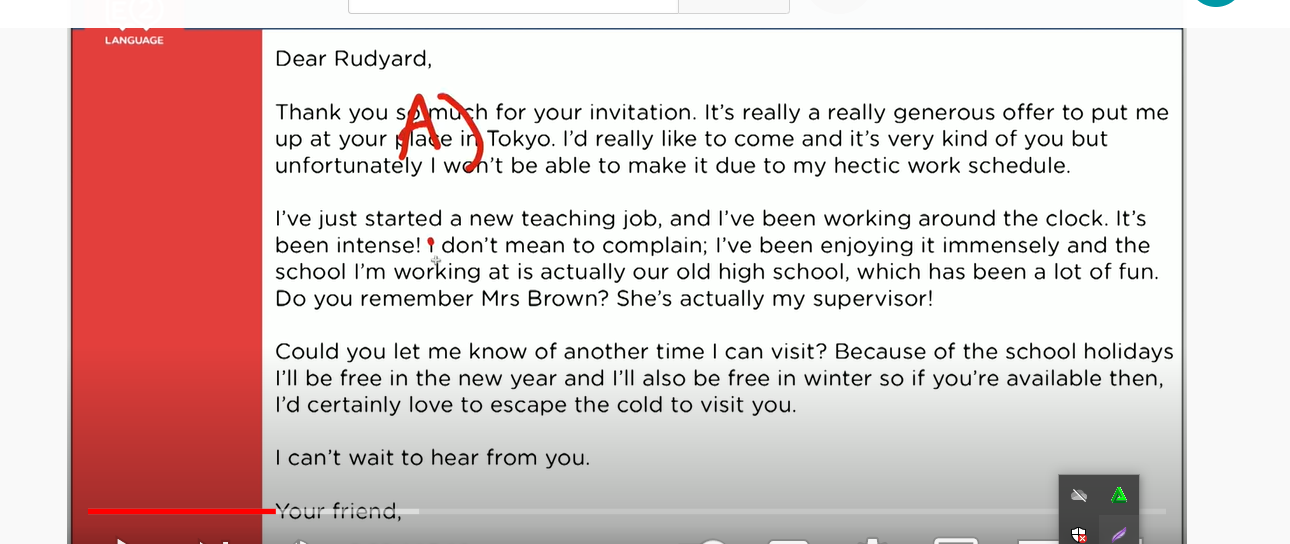 LANGUAGE
Dear Rudyard,
Thank you so much for your invitation. It's really a really generous offer to put me
up at your place in Tokyo. I'd really like to come and it's very kind of you but
unfortunately I won't be able to make it due to my hectic work schedule.
A)
I've just started a new teaching job, and I've been working around the clock. It's
been intense! I don't mean to complain; I've been enjoying it immensely and the
school I'm working at is actually our old high school, which has been a lot of fun.
Do you remember Mrs Brown? She's actually my supervisor!
Could you let me know of another time I can visit? Because of the school holidays
I'll be free in the new year and I'll also be free in winter so if you're available then,
I'd certainly love to escape the cold to visit you.
I can't wait to hear from you.
Your friend,